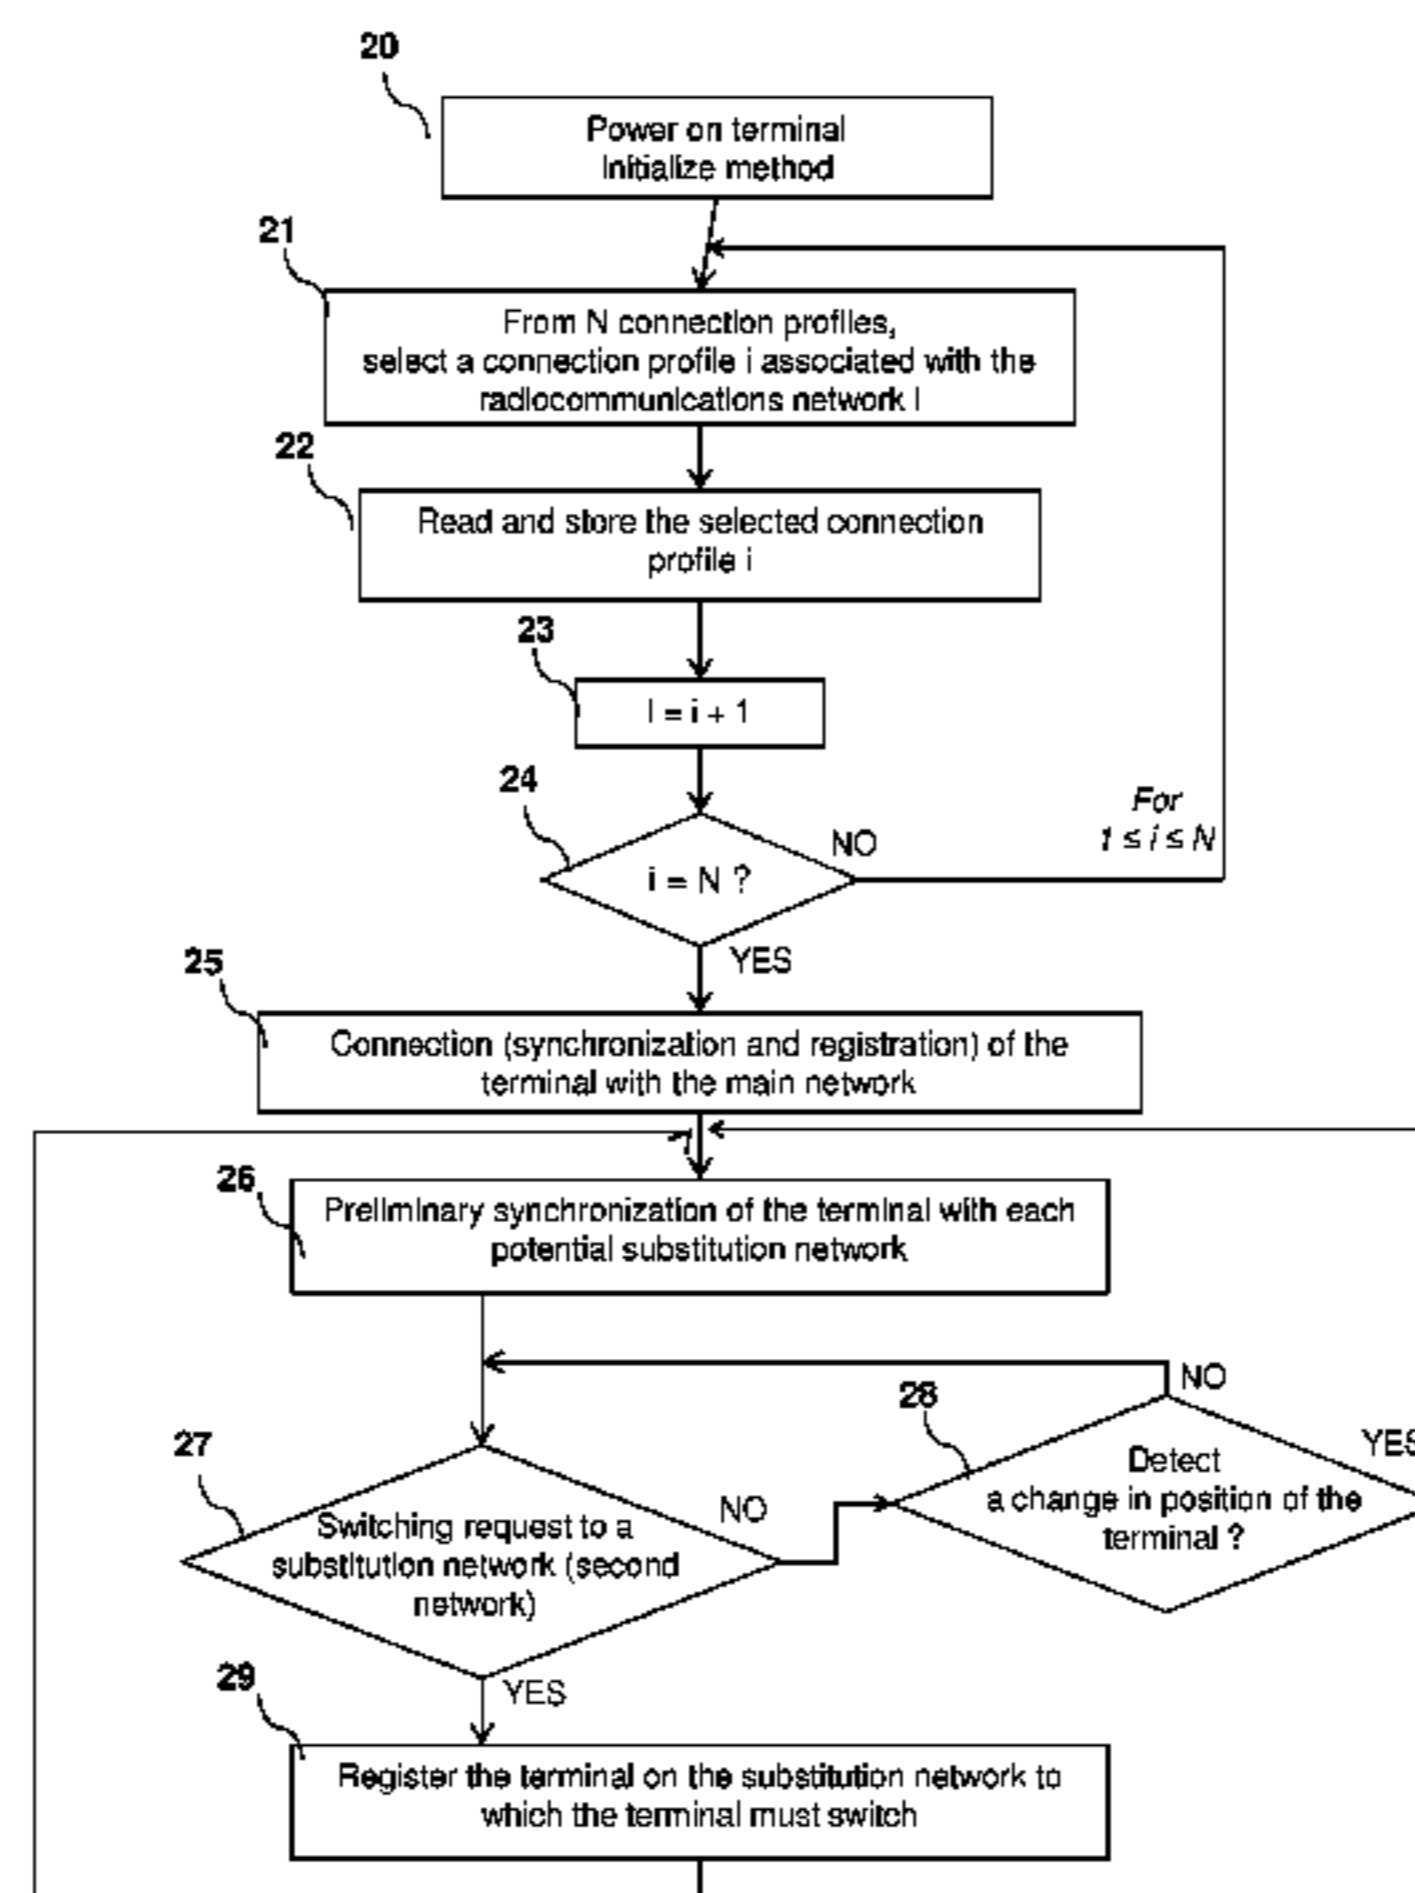 20
Power on terminal
Initialize method
21
From N connection profiles,
select a connection profile i associated with the
radiocommunications network i
22
Read and store the selected connection
profile i
23
i = i + 1
24
NO
For
1 ≤ i ≤ N
i = N ?
YES
25
Connection (synchronization and registration) of the
terminal with the main network
26
Preliminary synchronization of the terminal with each
potential substitution network
NO
28
27
YES
Detect
a change in position of the
terminal ?
NO
Switching request to a
substitution network (second
network)
29
YES
Register the terminal on the substitution network to
which the terminal must switch